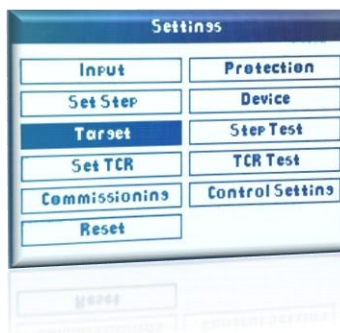 Settings
Input
Protection
Set Step
Device
Target
Step Test
Set TCR
TCR Test
Commissioning
Control Setting
Reset